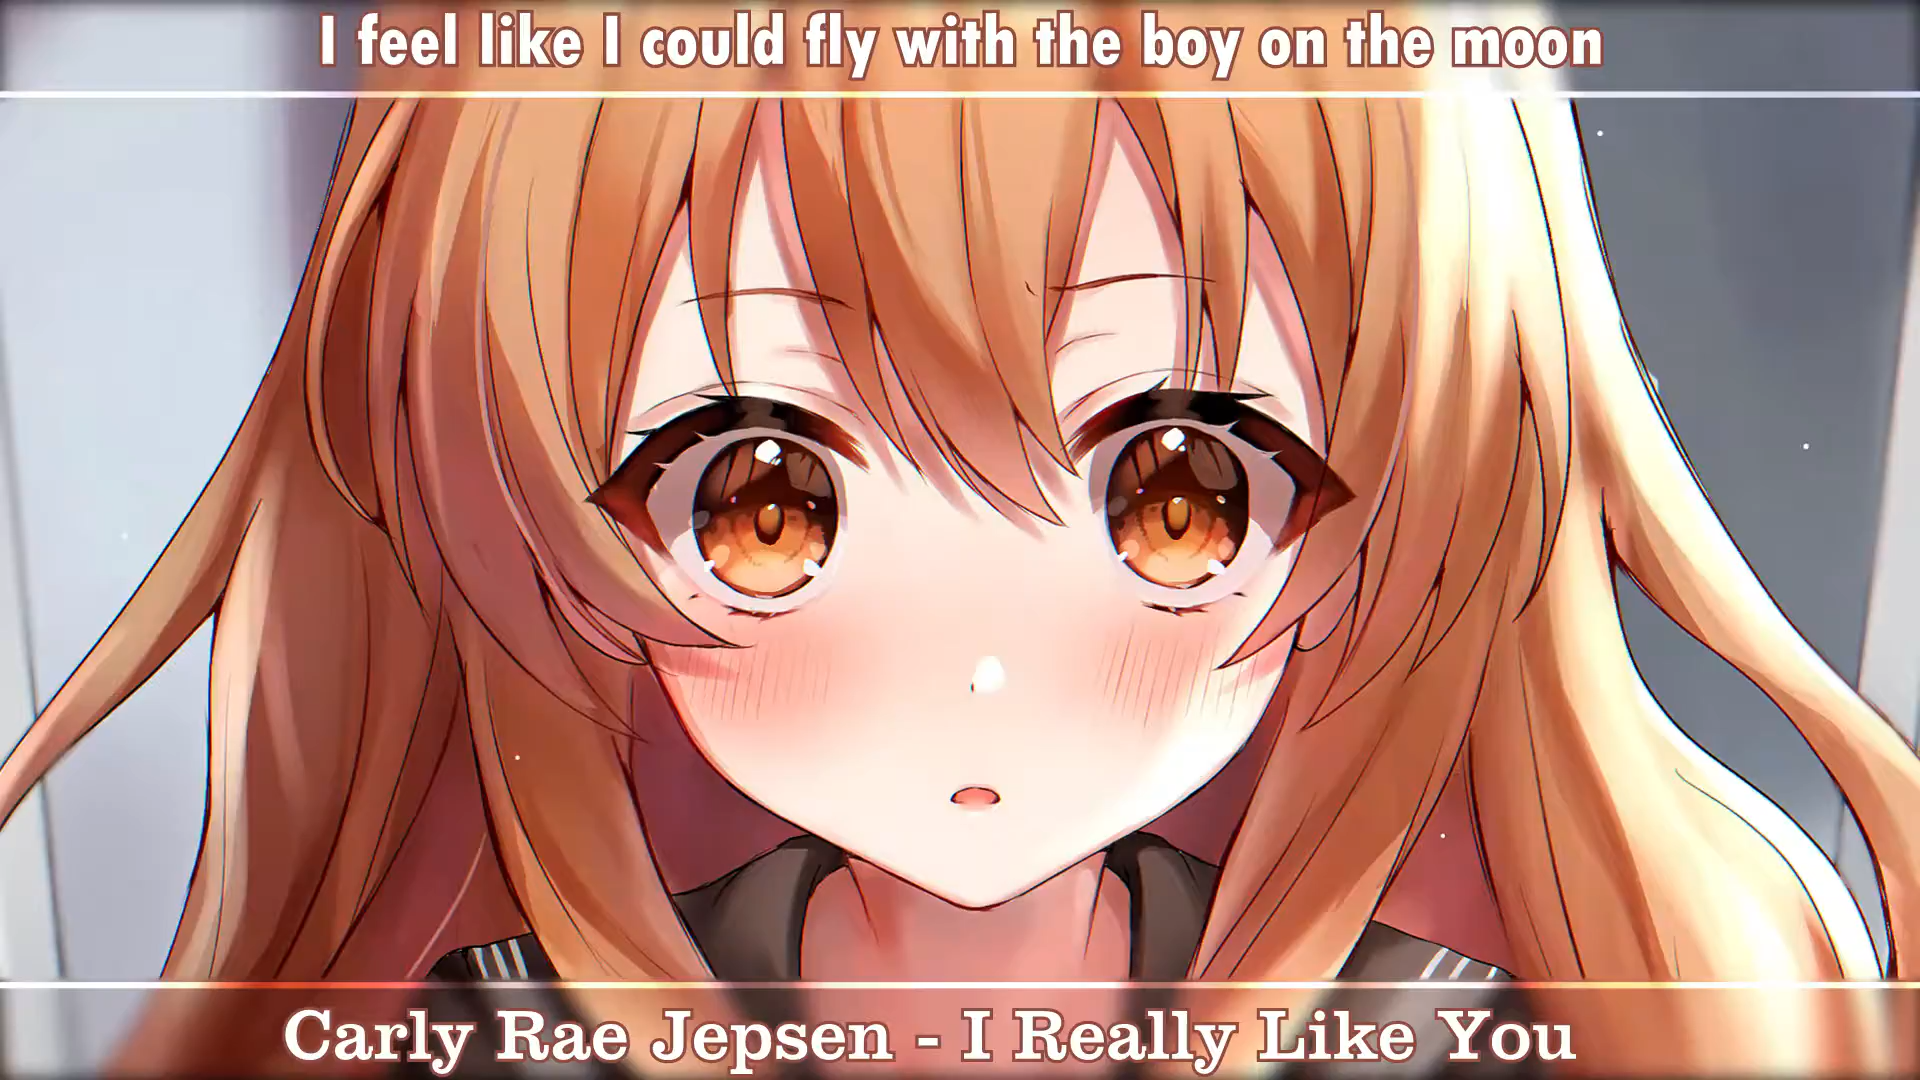 I feel like I could fly with the boy on the moon
Carly Rae Jepsen - I Really Like You